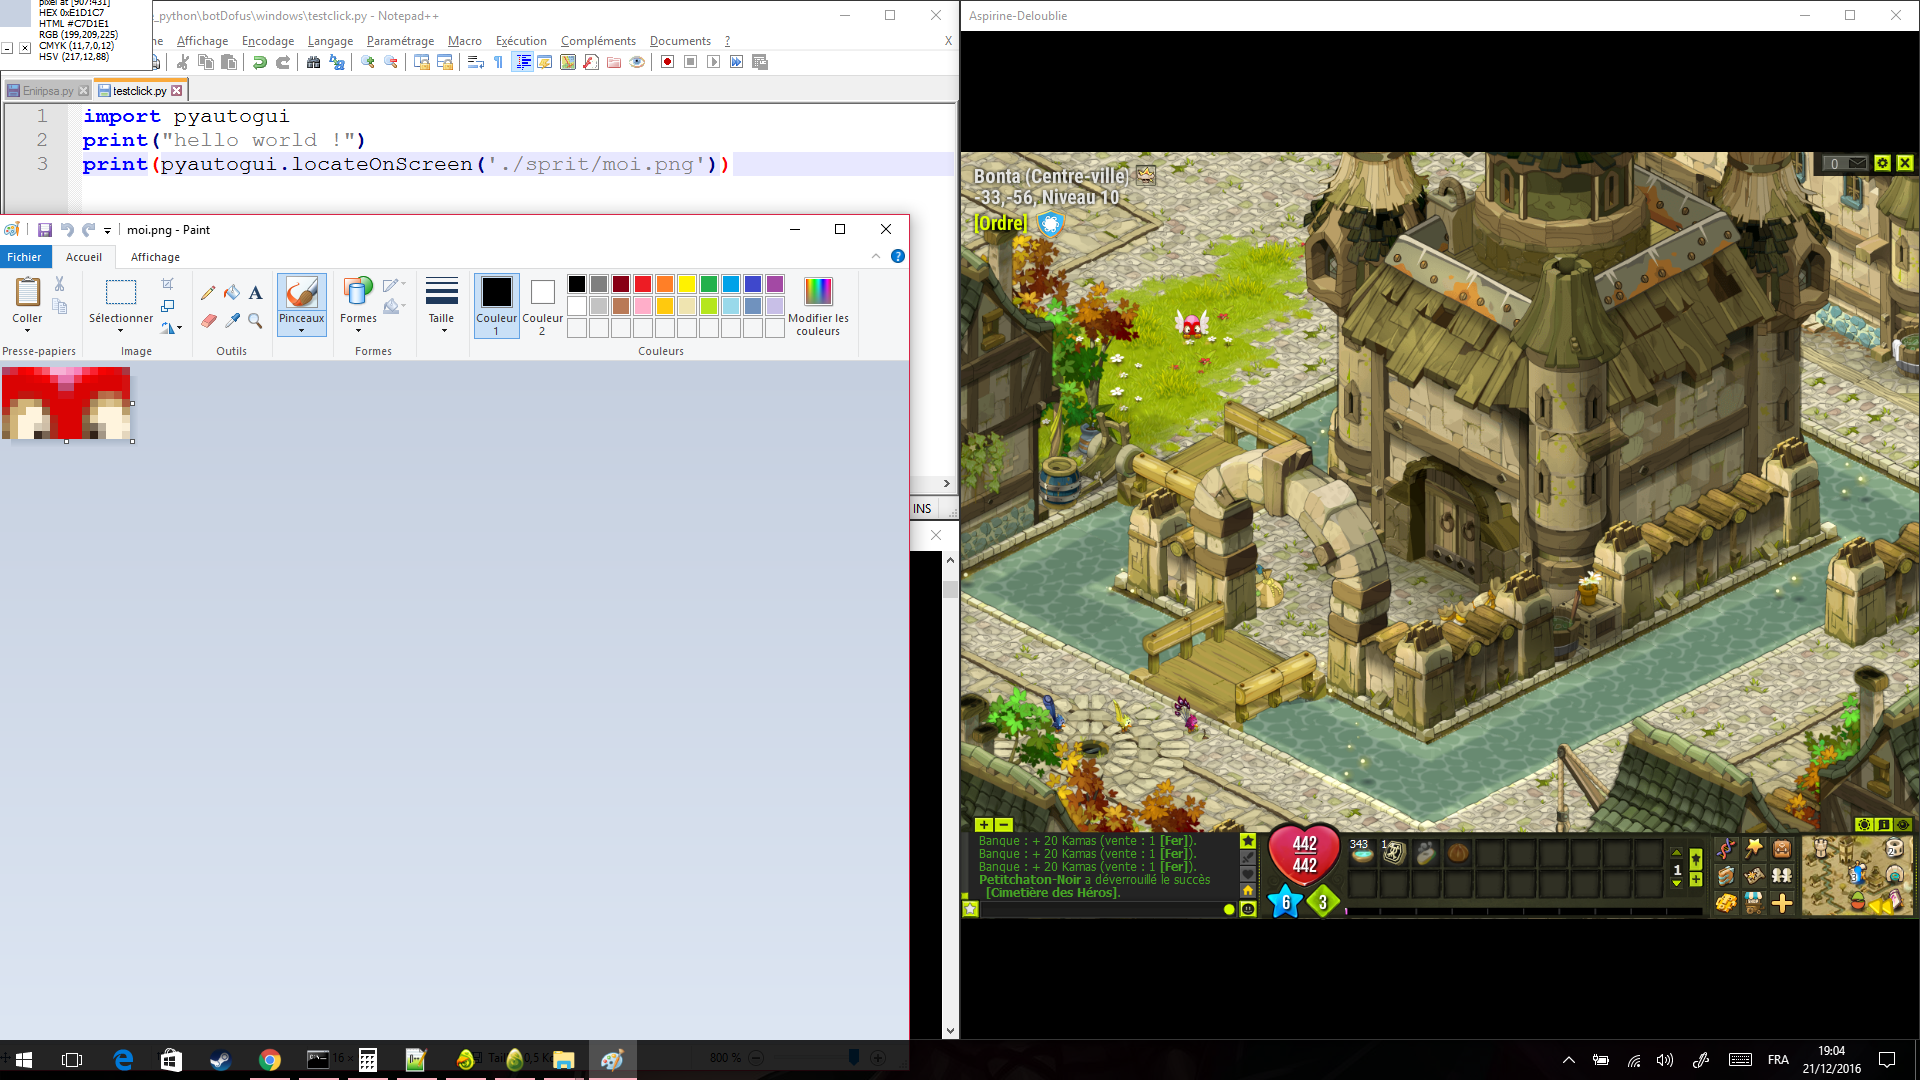 pixel at [907:431]
HEX 0xE1D1C7
HTML #C7D1E1
RGB (199,209,225)
CMYK (11,7,0,12)
HSV (217,12,88)
_python\botDofus\windows\testclick.py - Notepad++
Affichage Encodage Langage Paramétrage Macro Exécution Compléments Documents ? X
Eniripsa.py testclick.py
1 import pyautogui
2 print("hello world !")
3 print(pyautogui.locateOnScreen('./sprit/moi.png'))
moi.png - Paint
Fichier Accueil Affichage
Coller
Sélectionner
Pinceaux
Formes
Taille
Couleur 1
Couleur 2
Modifier les couleurs
Presse-papiers Image Outils Formes Couleurs
INS
Aspirine-Deloublie
Bonta (Centre-ville)
-33,-56, Niveau 10
[Ordre]
0
Banque : + 20 Kamas (vente : 1 [Fer]).
Banque : + 20 Kamas (vente : 1 [Fer]).
Banque : + 20 Kamas (vente : 1 [Fer]).
Petitchaton-Noir a déverrouillé le succès
[Cimetière des Héros].
442
442
6 3
343
1
800 %
FRA
19:04
21/12/2016